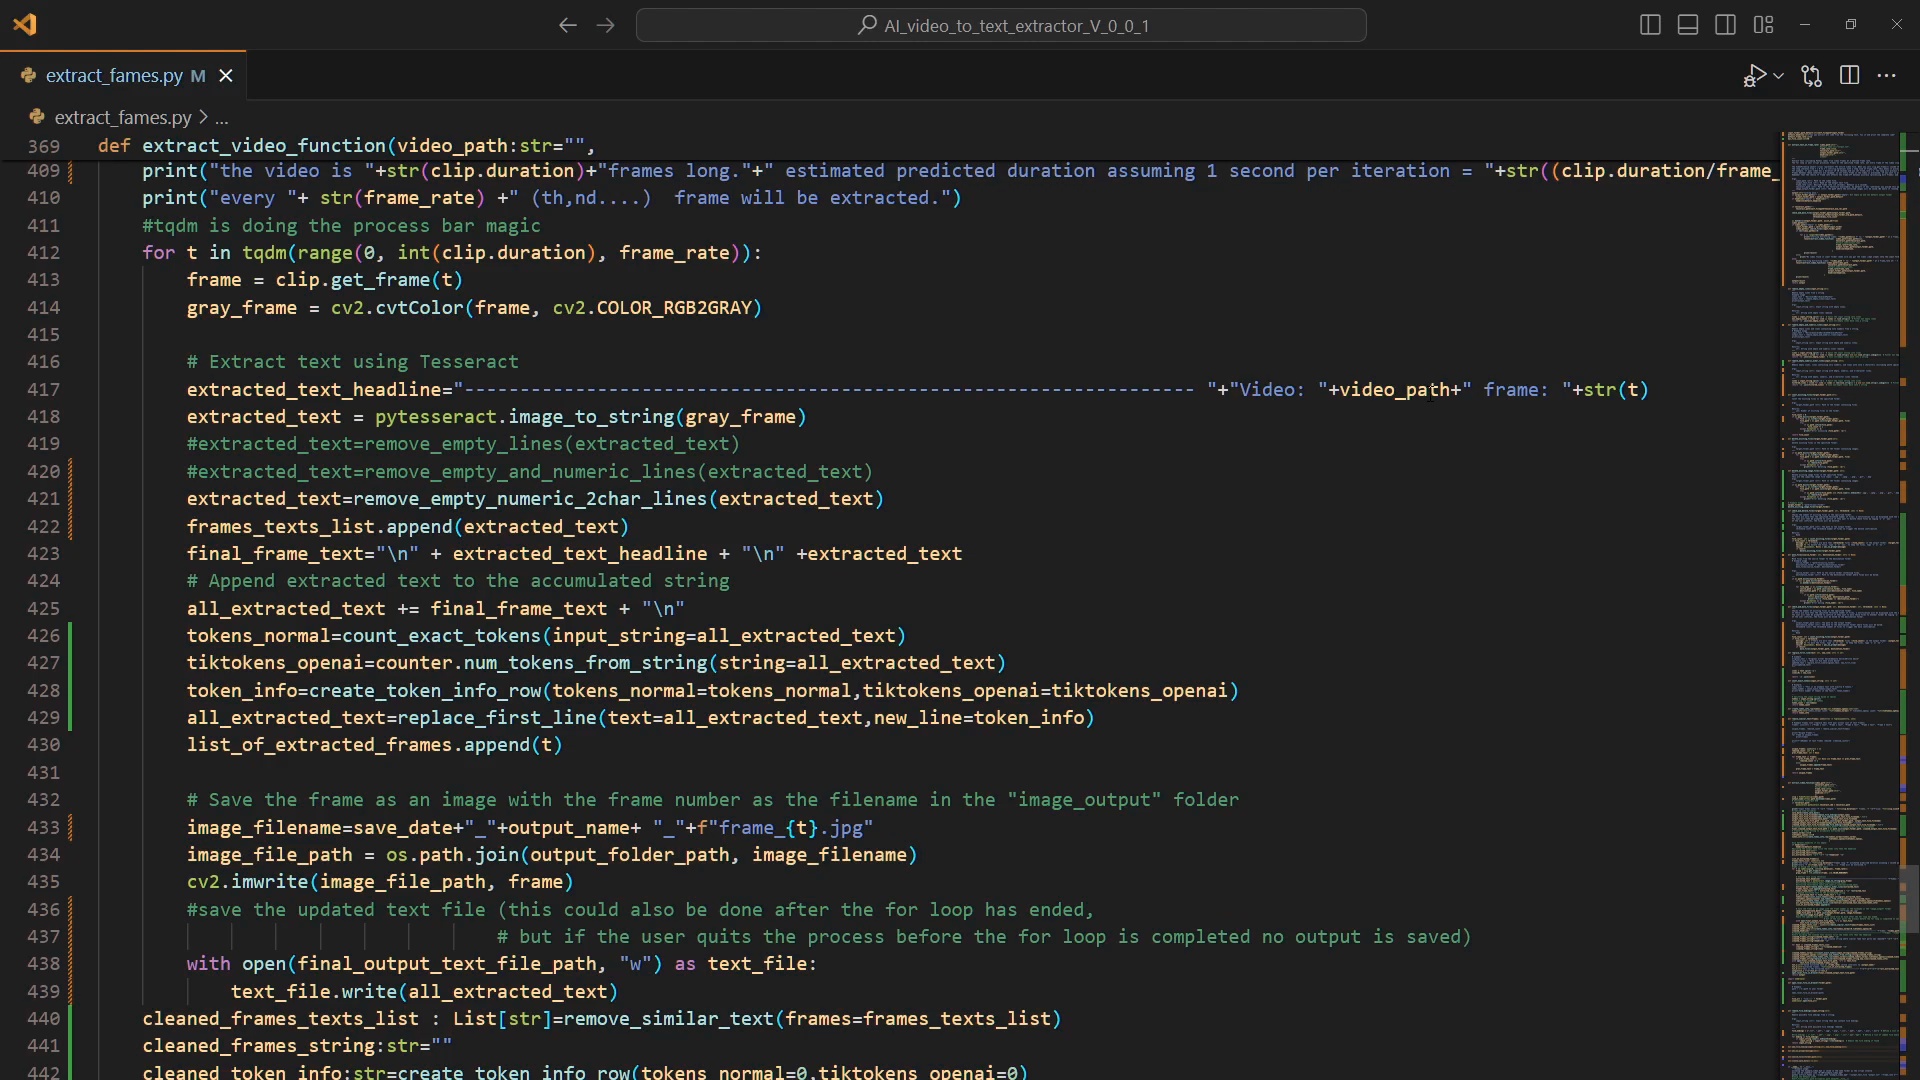 AI_video_to_text_extractor_V_0_0_1
extract_fames.py M
extract_fames.py > ...
369 def extract_video_function(video_path:str="",
409 print("the video is "+str(clip.duration)+"frames long."+" estimated predicted duration assuming 1 second per iteration = "+str((clip.duration/frame_
410 print("every "+ str(frame_rate) +" (th,nd....)  frame will be extracted.")
411 #tqdm is doing the process bar magic
412 for t in tqdm(range(0, int(clip.duration), frame_rate)):
413 frame = clip.get_frame(t)
414 gray_frame = cv2.cvtColor(frame, cv2.COLOR_RGB2GRAY)
415
416 # Extract text using Tesseract
417 extracted_text_headline="------------------------------------------------------------------ "+"Video: "+video_path+" frame: "+str(t)
418 extracted_text = pytesseract.image_to_string(gray_frame)
419 #extracted_text=remove_empty_lines(extracted_text)
420 #extracted_text=remove_empty_and_numeric_lines(extracted_text)
421 extracted_text=remove_empty_numeric_2char_lines(extracted_text)
422 frames_texts_list.append(extracted_text)
423 final_frame_text="\n" + extracted_text_headline + "\n" +extracted_text
424 # Append extracted text to the accumulated string
425 all_extracted_text += final_frame_text + "\n"
426 tokens_normal=count_exact_tokens(input_string=all_extracted_text)
427 tiktokens_openai=counter.num_tokens_from_string(string=all_extracted_text)
428 token_info=create_token_info_row(tokens_normal=tokens_normal,tiktokens_openai=tiktokens_openai)
429 all_extracted_text=replace_first_line(text=all_extracted_text,new_line=token_info)
430 list_of_extracted_frames.append(t)
431
432 # Save the frame as an image with the frame number as the filename in the "image_output" folder
433 image_filename=save_date+"_"+output_name+ "_"+f"frame_{t}.jpg"
434 image_file_path = os.path.join(output_folder_path, image_filename)
435 cv2.imwrite(image_file_path, frame)
436 #save the updated text file (this could also be done after the for loop has ended,
437 # but if the user quits the process before the for loop is completed no output is saved)
438 with open(final_output_text_file_path, "w") as text_file:
439 text_file.write(all_extracted_text)
440 cleaned_frames_texts_list : List[str]=remove_similar_text(frames=frames_texts_list)
441 cleaned_frames_string:str=""
442 cleaned_token_info:str=create_token_info_row(tokens_normal=0,tiktokens_openai=0)